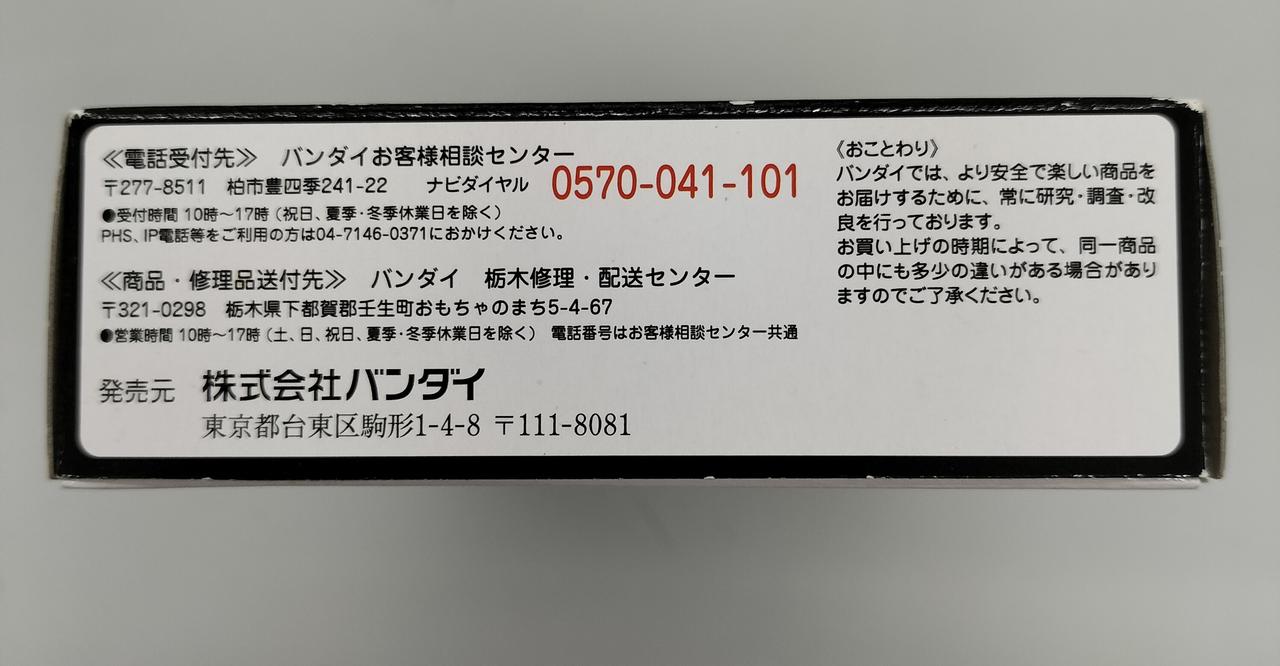 ≪電話受付先≫　バンダイお客様相談センター
〒277-8511　柏市豊四季241-22　ナビダイヤル　0570-041-101
●受付時間 10時～17時（祝日、夏季・冬季休業日を除く）
PHS、IP電話等をご利用の方は04-7146-0371におかけください。
≪商品・修理品送付先≫　バンダイ　栃木修理・配送センター
〒321-0298　栃木県下都賀郡壬生町おもちゃのまち5-4-67
●営業時間 10時～17時（土、日、祝日、夏季・冬季休業日を除く）　電話番号はお客様相談センター共通
発売元　株式会社バンダイ
東京都台東区駒形1-4-8 〒111-8081
《おことわり》
バンダイでは、より安全で楽しい商品を
お届けするために、常に研究・調査・改
良を行っております。
お買い上げの時期によって、同一商品
の中にも多少の違いがある場合があり
ますのでご了承ください。